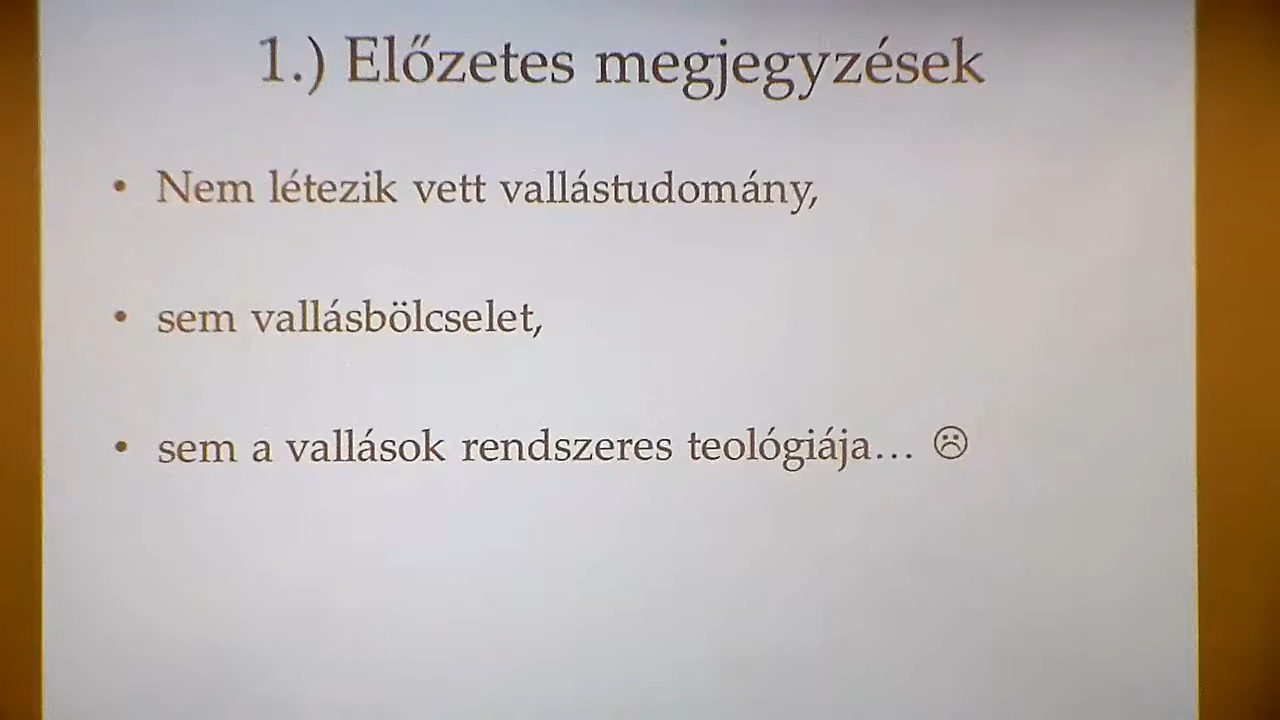 1.) Előzetes megjegyzések
• Nem létezik vett vallástudomány,
• sem vallásbölcselet,
• sem a vallások rendszeres teológiája… ☹